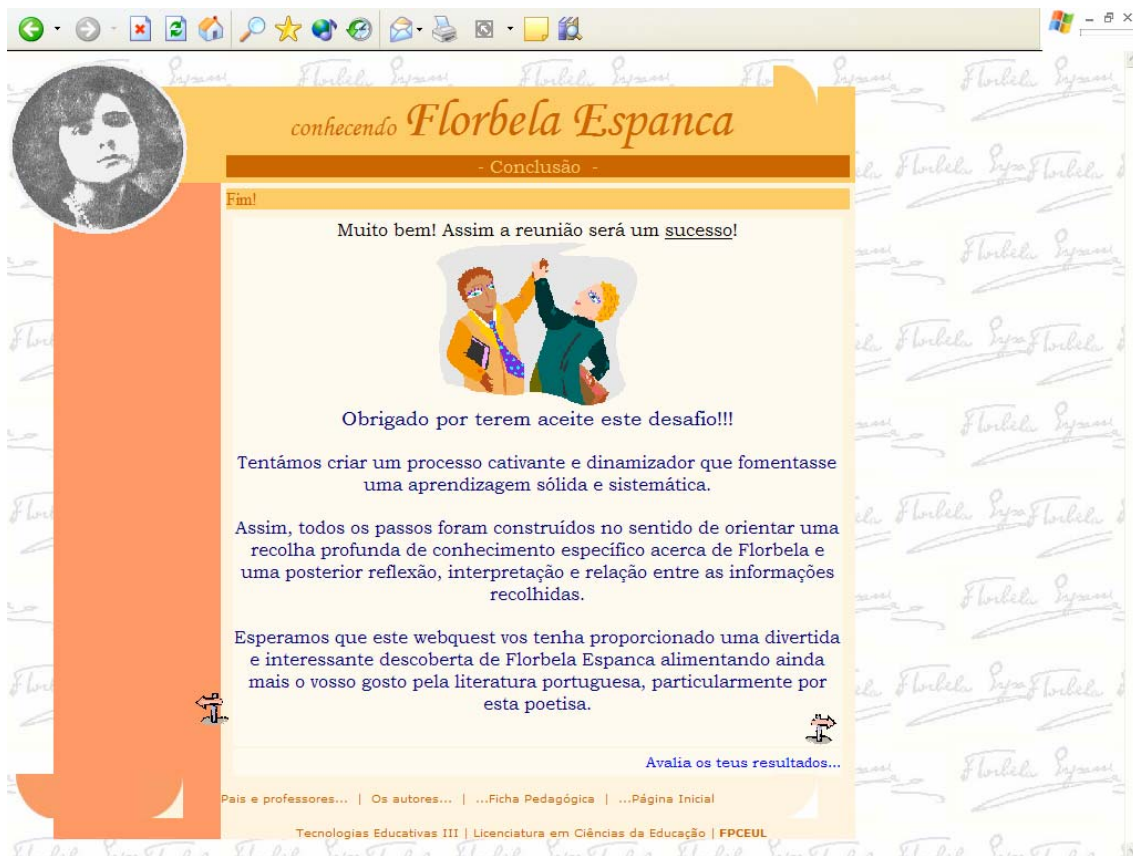 conhecendo Florbela Espanca
- Conclusão -
Fim!
Muito bem! Assim a reunião será um sucesso!
Obrigado por terem aceite este desafio!!!
Tentámos criar um processo cativante e dinamizador que fomentasse
uma aprendizagem sólida e sistemática.
Assim, todos os passos foram construídos no sentido de orientar uma
recolha profunda de conhecimento específico acerca de Florbela e
uma posterior reflexão, interpretação e relação entre as informações
recolhidas.
Esperamos que este webquest vos tenha proporcionado uma divertida
e interessante descoberta de Florbela Espanca alimentando ainda
mais o vosso gosto pela literatura portuguesa, particularmente por
esta poetisa.
Avalia os teus resultados...
Pais e professores... | Os autores... | ...Ficha Pedagógica | ...Página Inicial
Tecnologias Educativas III | Licenciatura em Ciências da Educação | FPCEUL